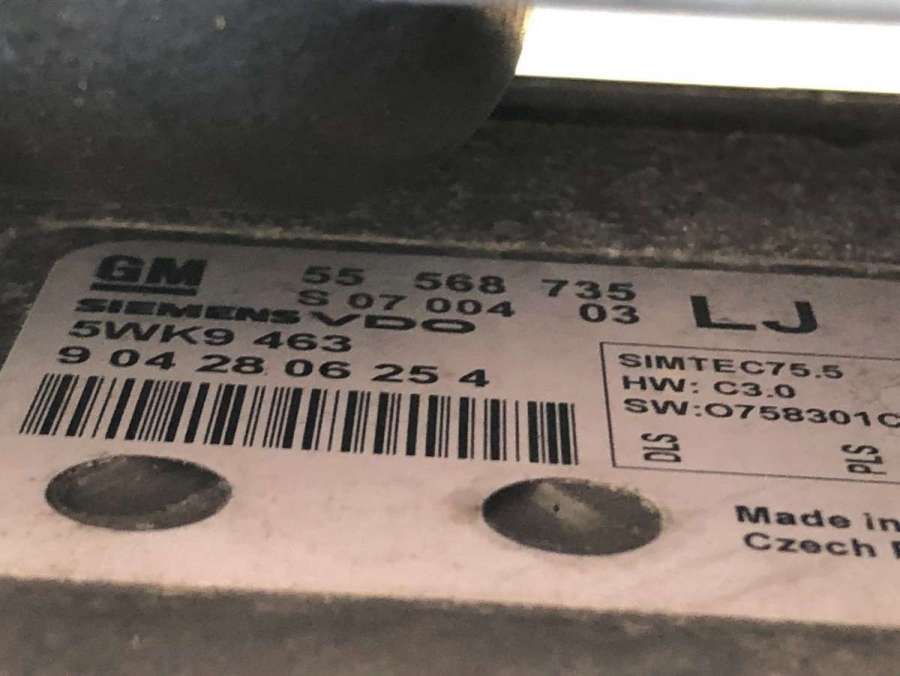 GM 55 568 735
S 07 004 03 LJ
SIEMENS VDO
5WK9 463
9 04 28 06 25 4
SIMTEC75.5
HW: C3.0
SW:O758301C
DLS PLS
Made in
Czech